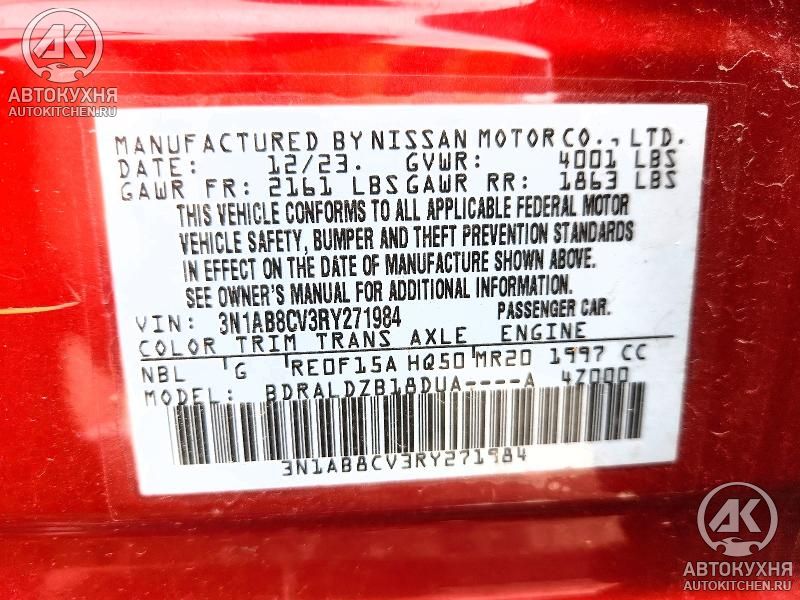 AK
АВТОКУХНЯ
AUTOKITCHEN.RU
MANUFACTURED BY NISSAN MOTOR CO., LTD.
DATE: 12/23. GVWR: 4001 LBS
GAWR FR: 2161 LBS GAWR RR: 1863 LBS
THIS VEHICLE CONFORMS TO ALL APPLICABLE FEDERAL MOTOR
VEHICLE SAFETY, BUMPER AND THEFT PREVENTION STANDARDS
IN EFFECT ON THE DATE OF MANUFACTURE SHOWN ABOVE.
SEE OWNER'S MANUAL FOR ADDITIONAL INFORMATION.
VIN: 3N1AB8CV3RY271984 PASSENGER CAR.
COLOR TRIM TRANS AXLE ENGINE
NBL G RE0F15A HQ50 MR20 1997 CC
MODEL: BDRALDZB18DUA----A 4Z000
3N1AB8CV3RY271984
AK
АВТОКУХНЯ
AUTOKITCHEN.RU